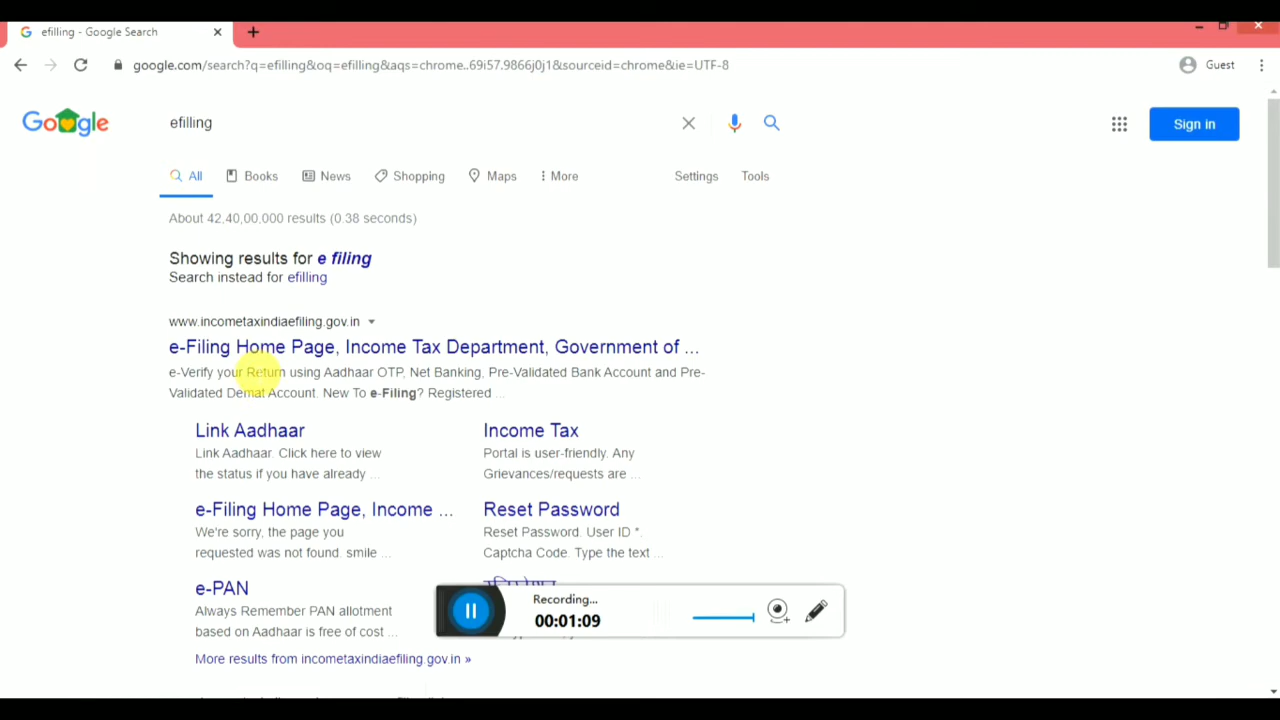 efilling - Google Search
google.com/search?q=efilling&oq=efilling&aqs=chrome..69i57.9866j0j1&sourceid=chrome&ie=UTF-8
Guest
Google
efilling
Sign in
All Books News Shopping Maps More Settings Tools
About 42,40,00,000 results (0.38 seconds)
Showing results for e filing
Search instead for efilling
www.incometaxindiaefiling.gov.in
e-Filing Home Page, Income Tax Department, Government of ...
e-Verify your Return using Aadhaar OTP, Net Banking, Pre-Validated Bank Account and Pre-
Validated Demat Account. New To e-Filing? Registered ...
Link Aadhaar
Link Aadhaar. Click here to view
the status if you have already ...
Income Tax
Portal is user-friendly. Any
Grievances/requests are ...
e-Filing Home Page, Income ...
We're sorry, the page you
requested was not found. smile ...
Reset Password
Reset Password. User ID *.
Captcha Code. Type the text ...
e-PAN
Always Remember PAN allotment
based on Aadhaar is free of cost ...
More results from incometaxindiaefiling.gov.in »
Recording...
00:01:09